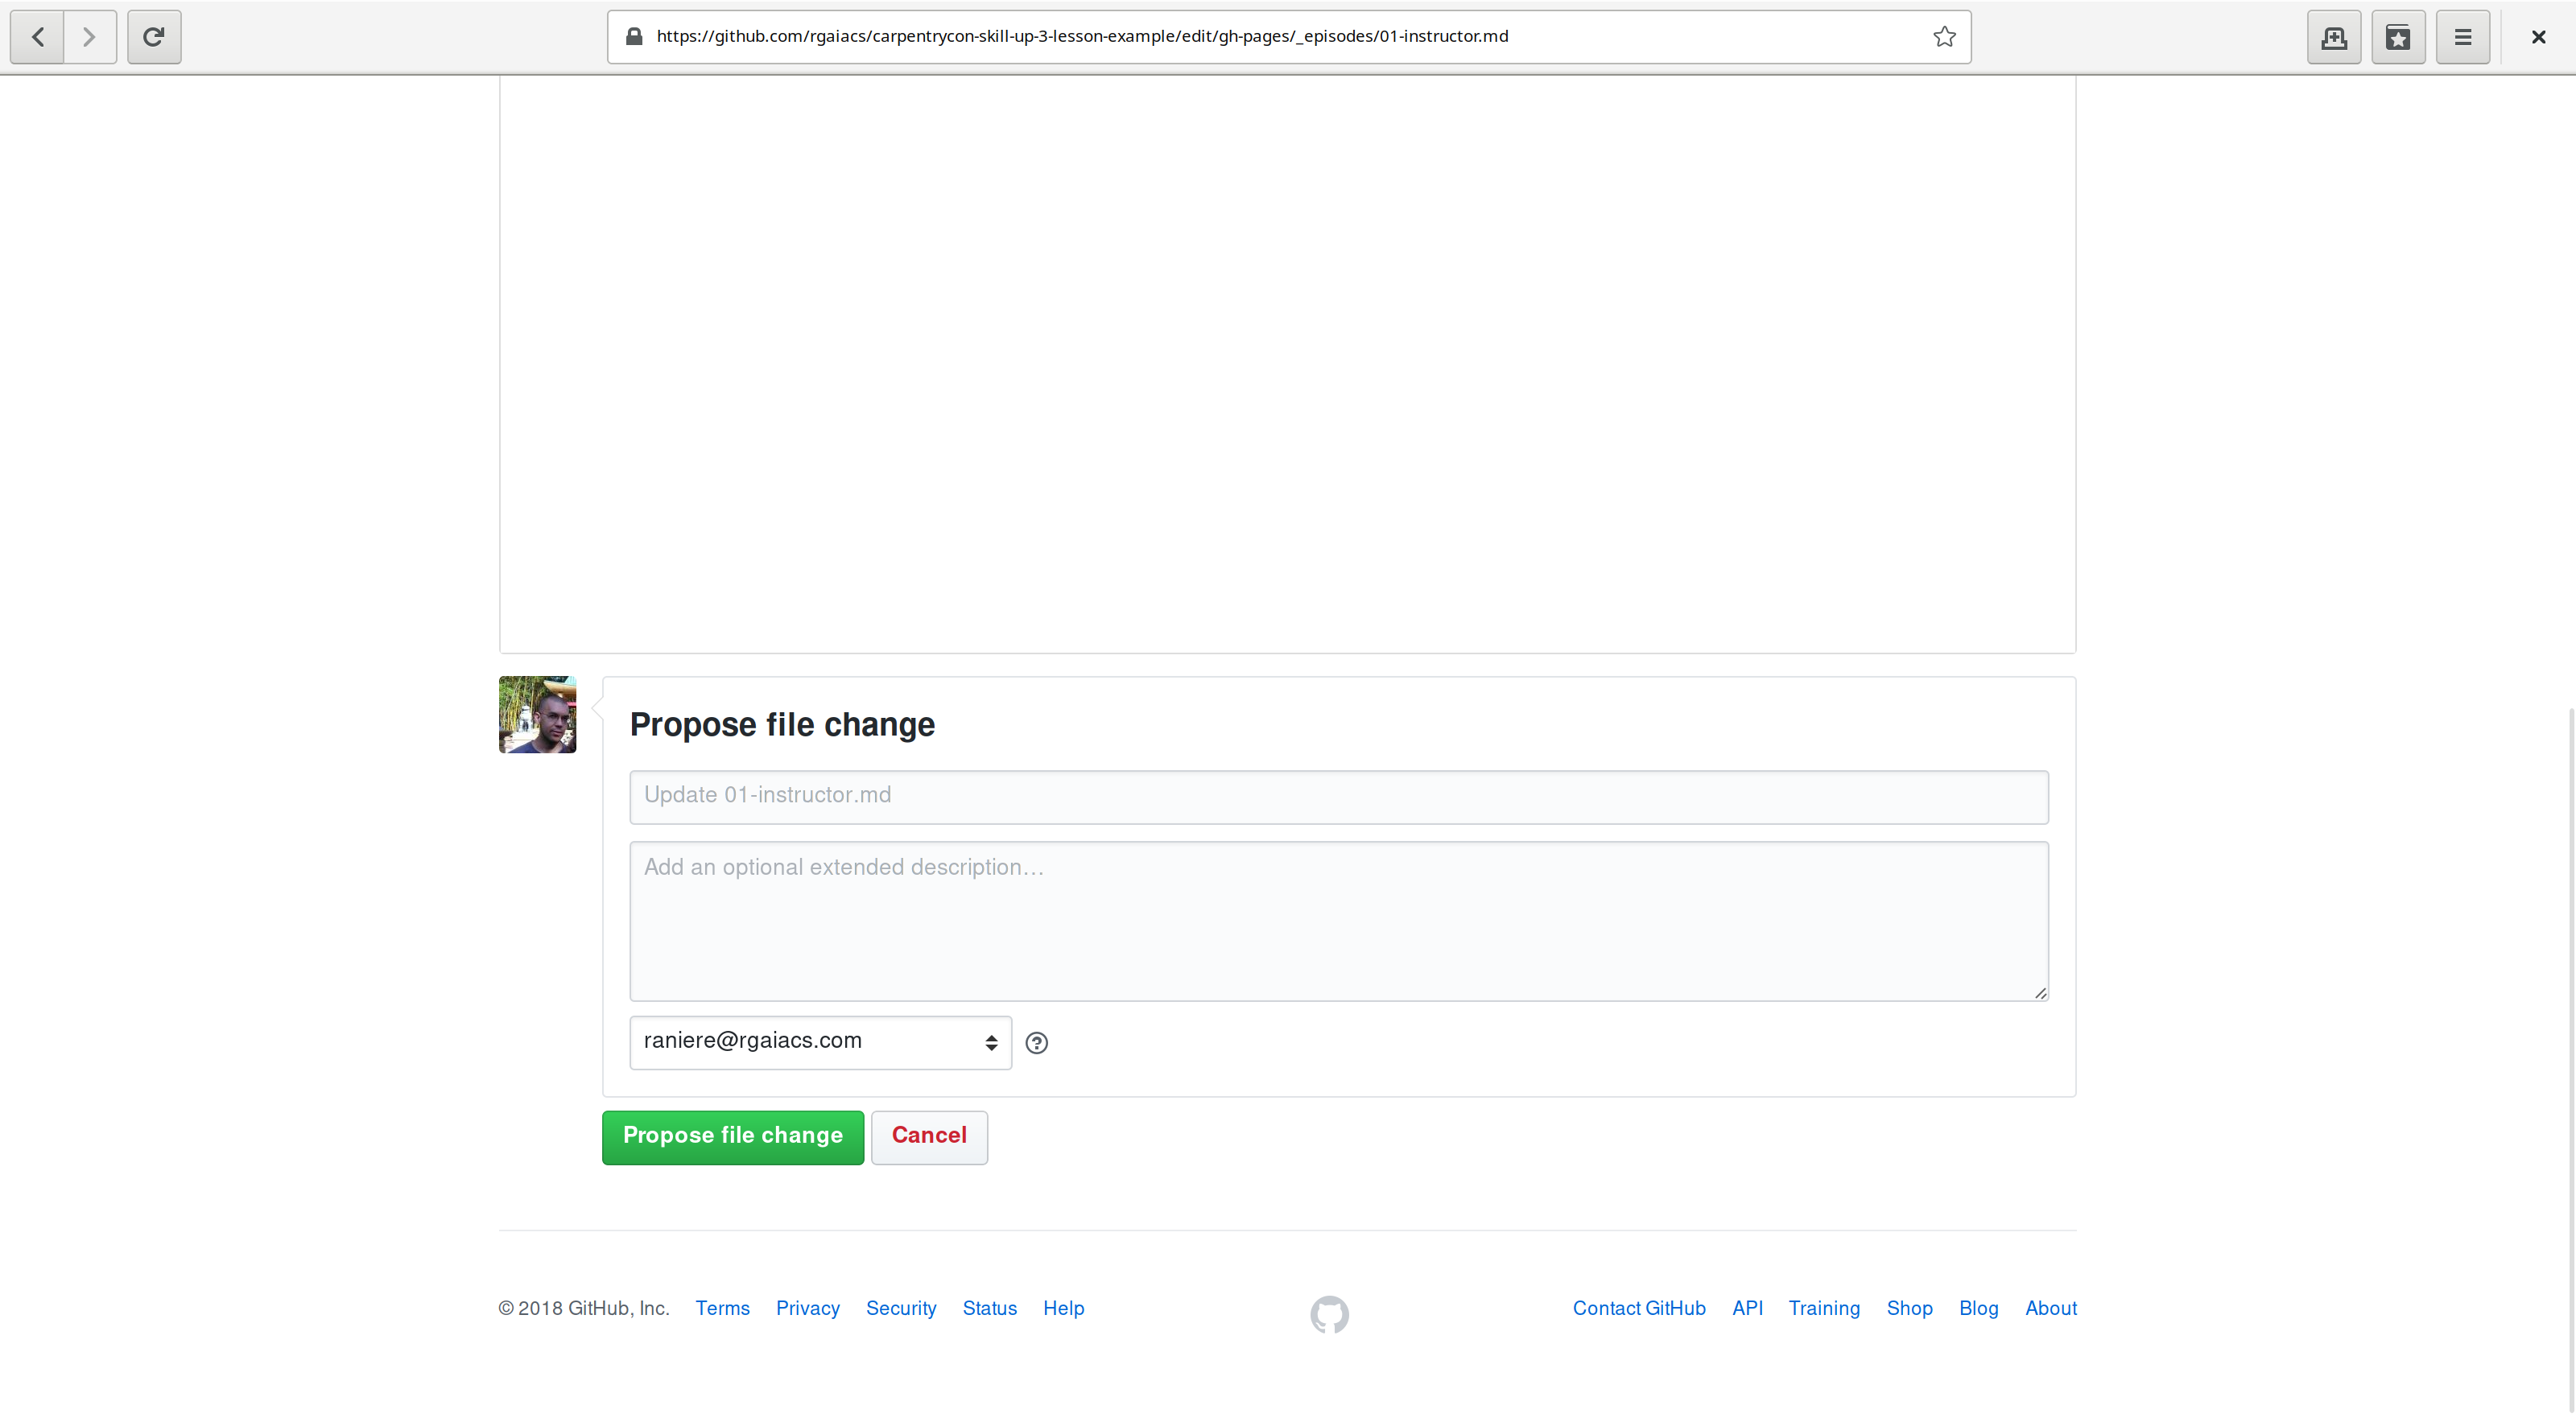 https://github.com/rgaiacs/carpentrycon-skill-up-3-lesson-example/edit/gh-pages/_episodes/01-instructor.md
Propose file change
Update 01-instructor.md
Add an optional extended description…
raniere@rgaiacs.com
Propose file change Cancel
© 2018 GitHub, Inc. Terms Privacy Security Status Help Contact GitHub API Training Shop Blog About